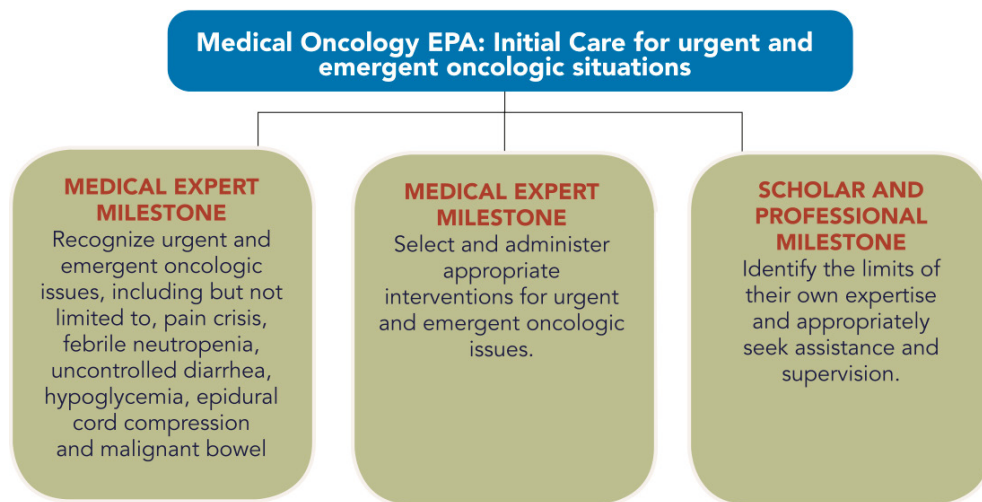 Medical Oncology EPA: Initial Care for urgent and
emergent oncologic situations
MEDICAL EXPERT
MILESTONE
Recognize urgent and
emergent oncologic
issues, including but not
limited to, pain crisis,
febrile neutropenia,
uncontrolled diarrhea,
hypoglycemia, epidural
cord compression
and malignant bowel
MEDICAL EXPERT
MILESTONE
Select and administer
appropriate
interventions for urgent
and emergent oncologic
issues.
SCHOLAR AND
PROFESSIONAL
MILESTONE
Identify the limits of
their own expertise
and appropriately
seek assistance and
supervision.